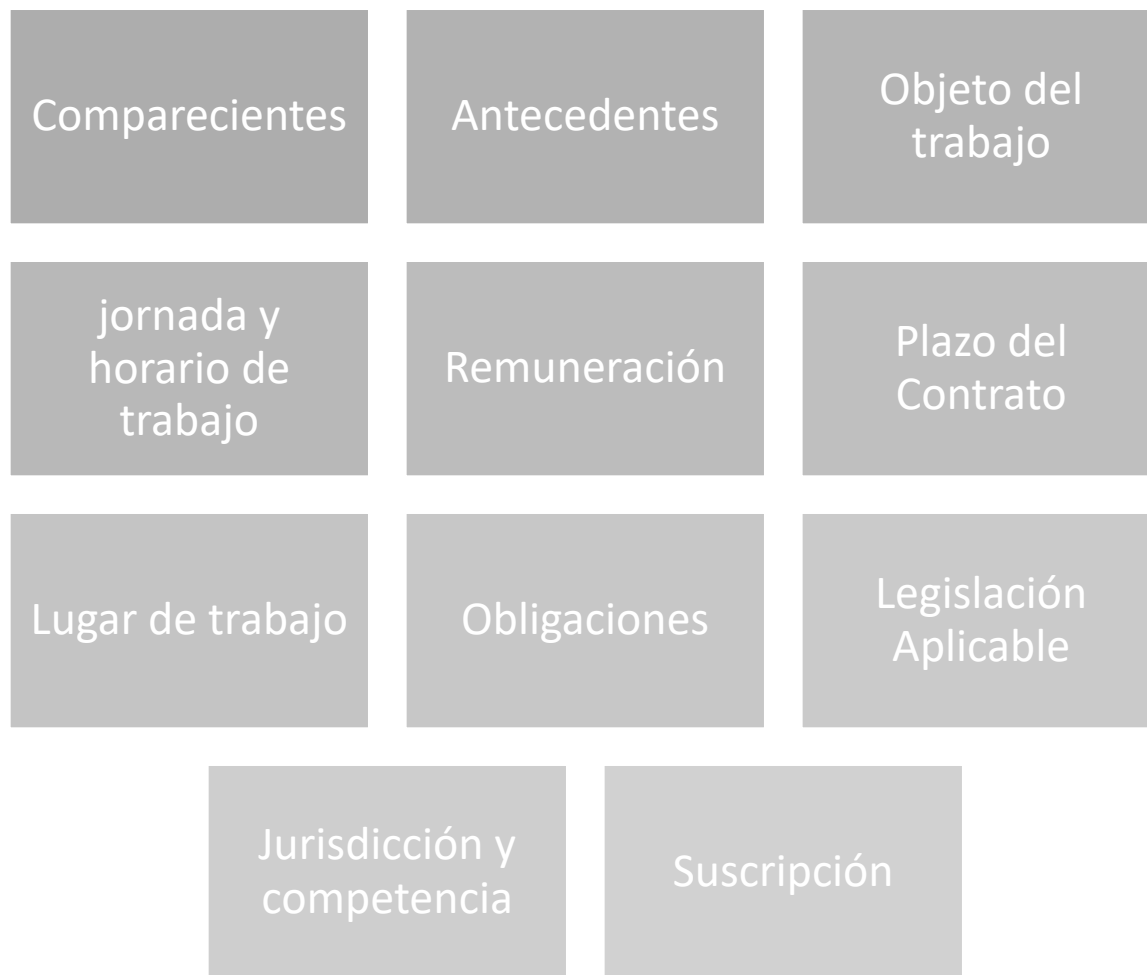 Comparecientes
Antecedentes
Objeto del
trabajo
jornada y
horario de
trabajo
Remuneración
Plazo del
Contrato
Lugar de trabajo
Obligaciones
Legislación
Aplicable
Jurisdicción y
competencia
Suscripción